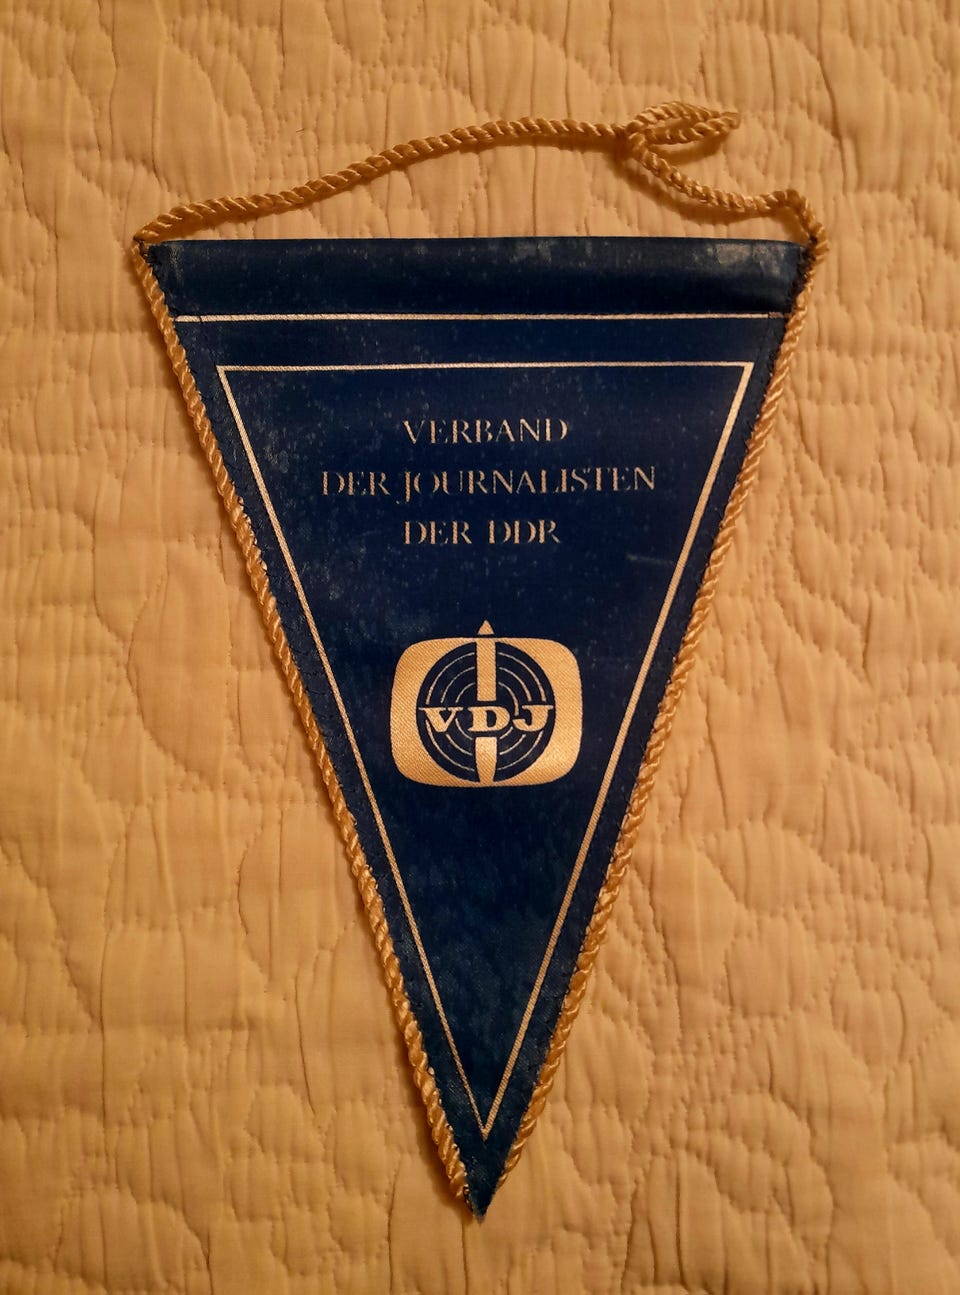 VERBAND
DER JOURNALISTEN
DER DDR
VDJ